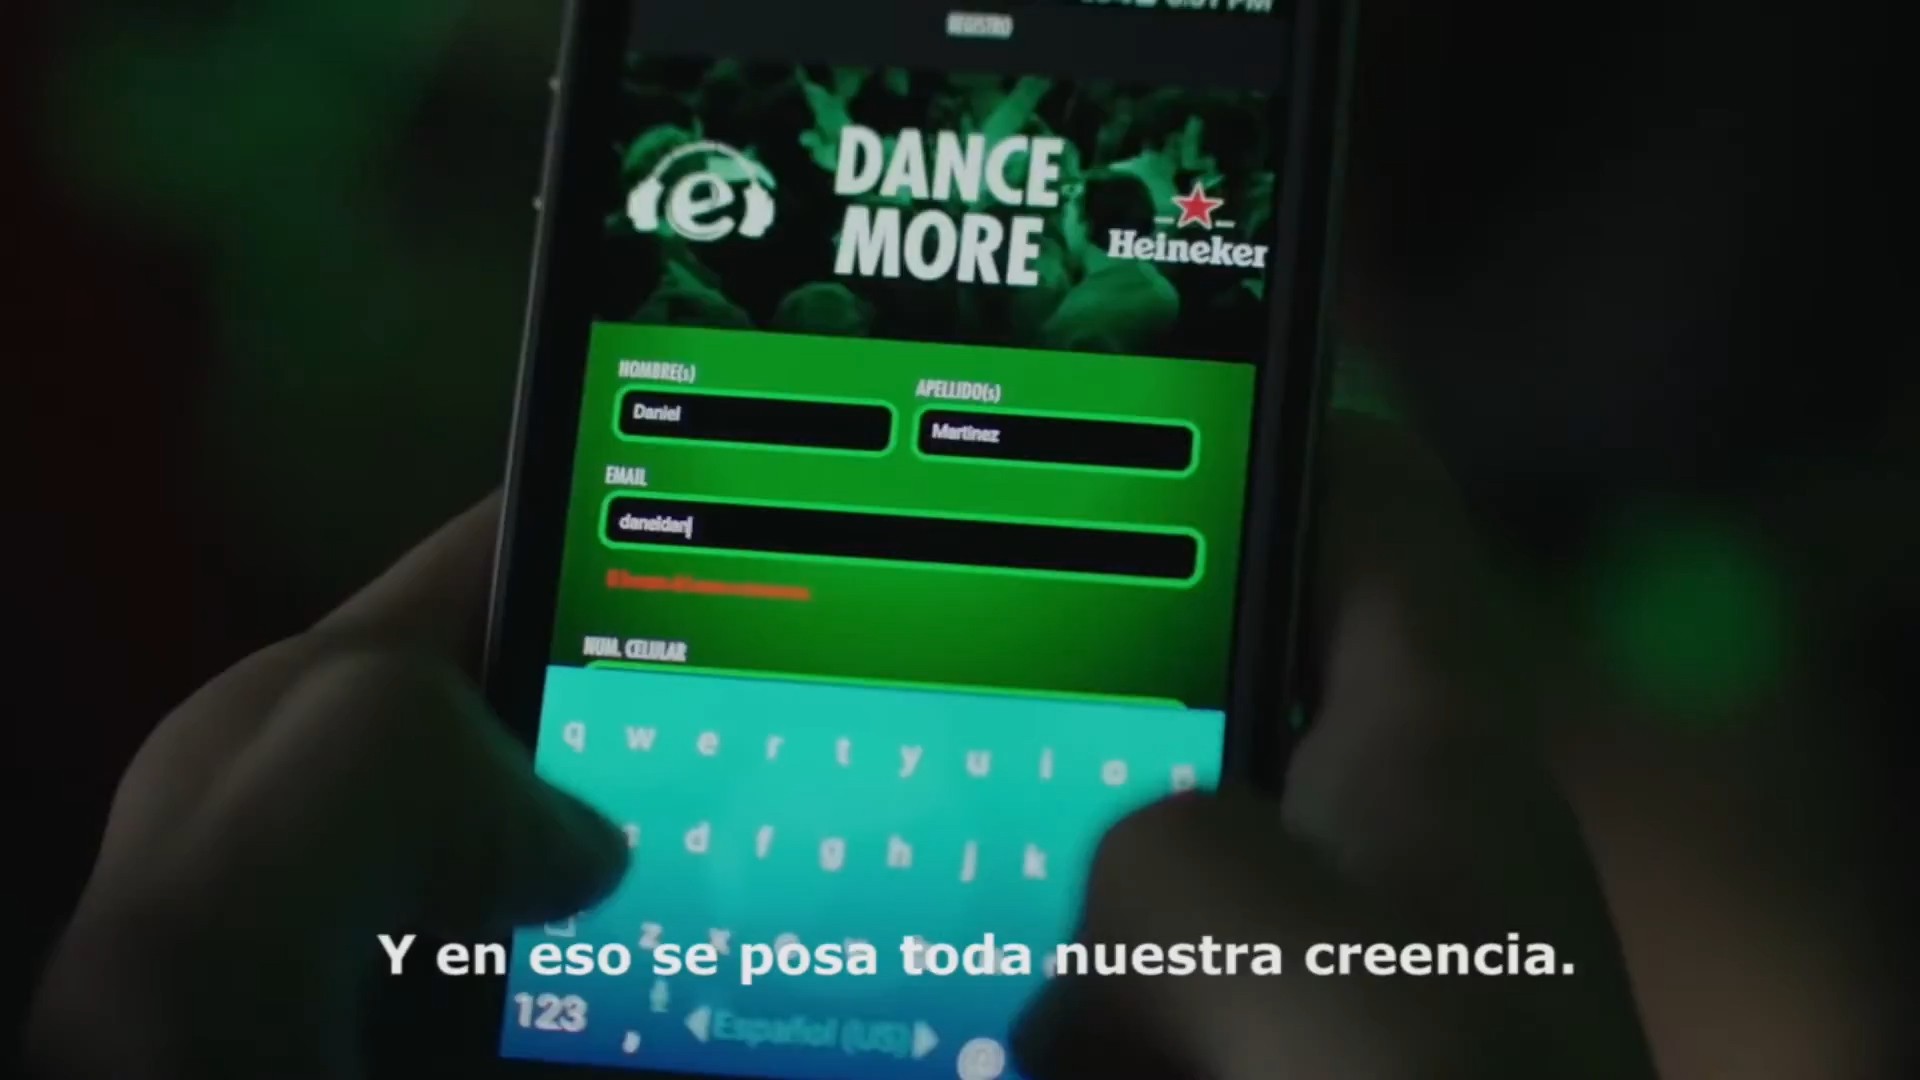 REGISTRO
e
DANCE
MORE
Heineken
NOMBRE(s)
APELLIDO(s)
Daniel
Martinez
EMAIL
daneidan
NUM. CELULAR
q w e r t y u i o p
d f g h j k
z x
Y en eso se posa toda nuestra creencia.
123 , Español (US) @